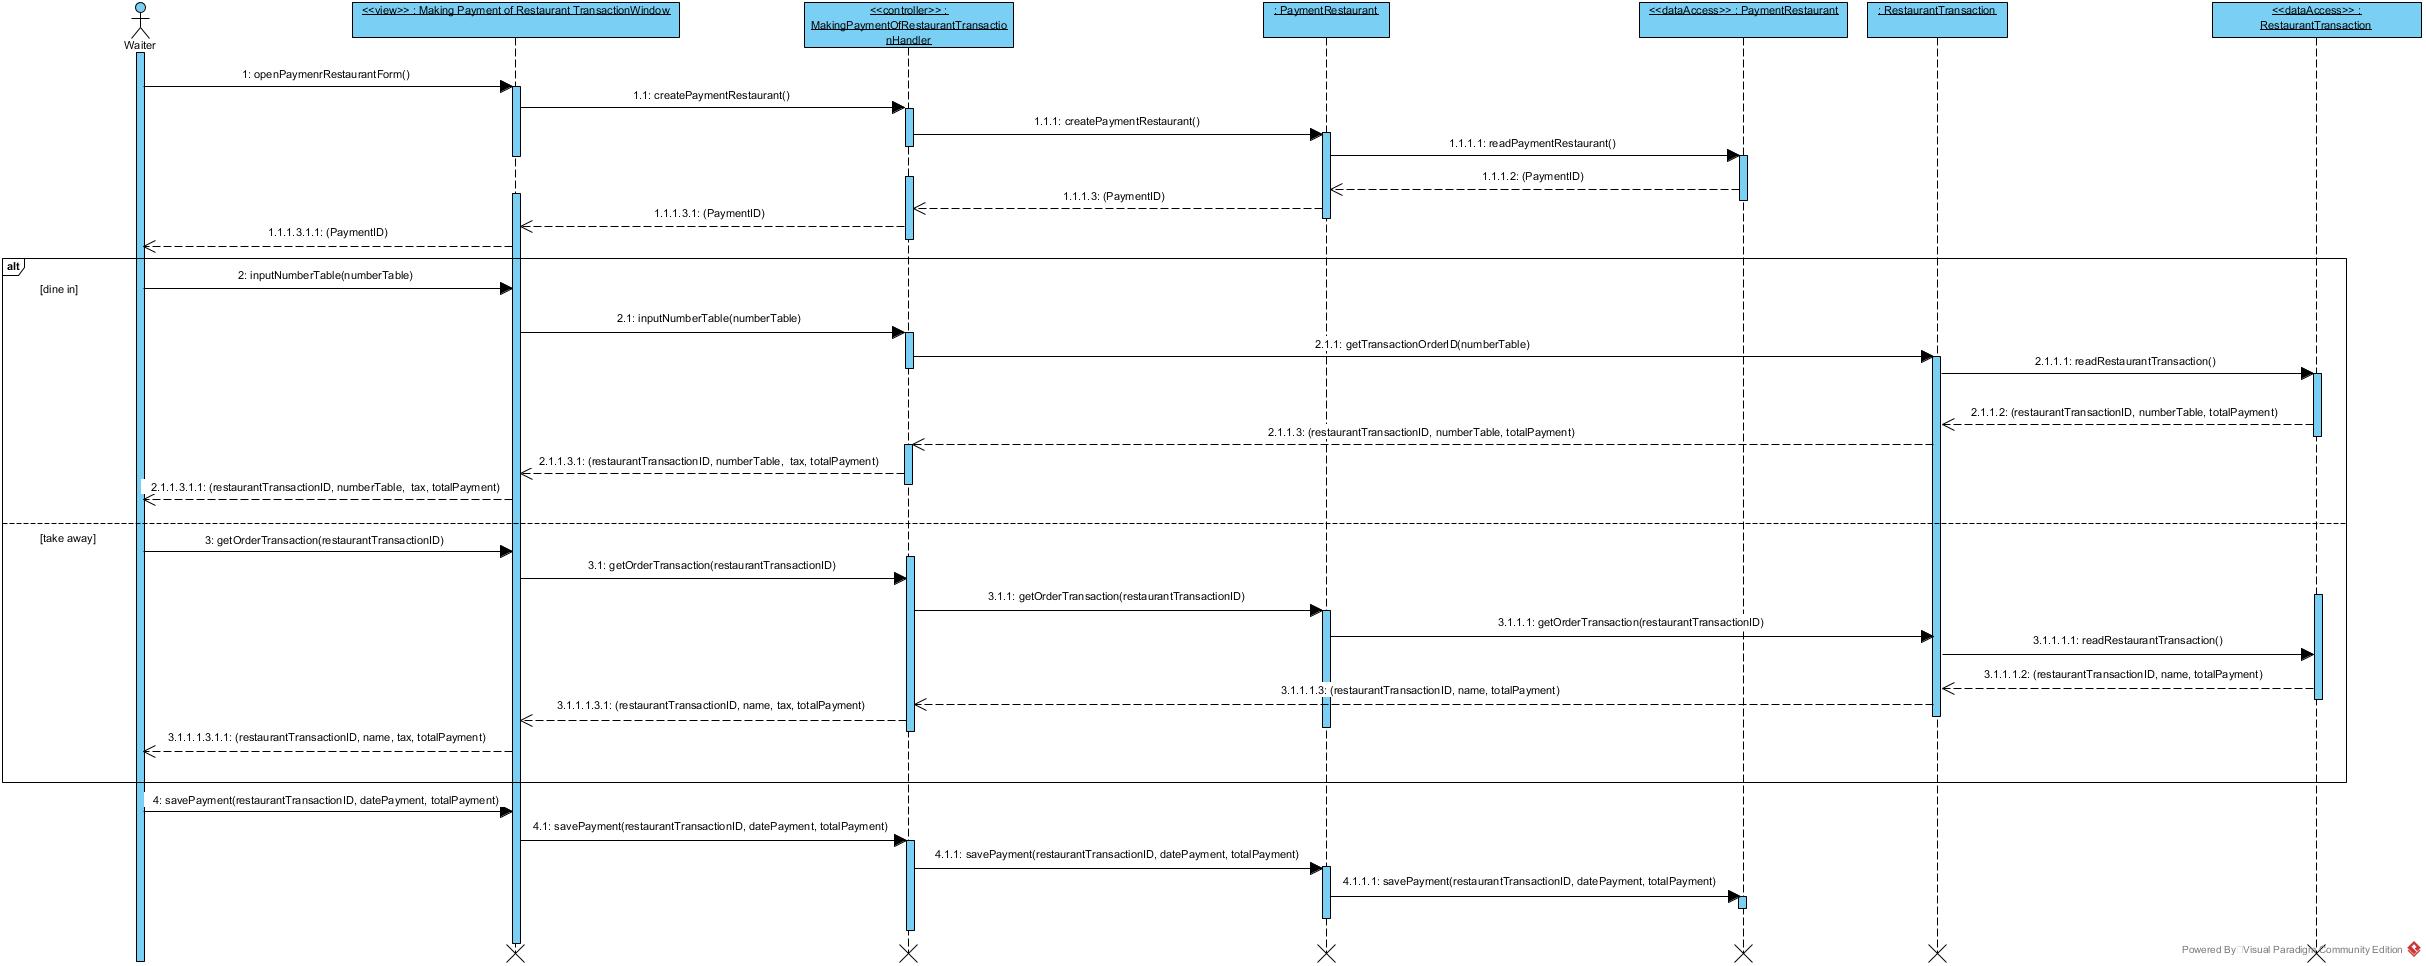 Waiter
<<view>> : Making Payment of Restaurant TransactionWindow
<<controller>> :
MakingPaymentOfRestaurantTransactio
nHandler
: PaymentRestaurant
<<dataAccess>> : PaymentRestaurant
: RestaurantTransaction
<<dataAccess>> :
RestaurantTransaction
1: openPaymenrRestaurantForm()
1.1: createPaymentRestaurant()
1.1.1: createPaymentRestaurant()
1.1.1.1: readPaymentRestaurant()
1.1.1.2: (PaymentID)
1.1.1.3: (PaymentID)
1.1.1.3.1: (PaymentID)
1.1.1.3.1.1: (PaymentID)
alt
2: inputNumberTable(numberTable)
[dine in]
2.1: inputNumberTable(numberTable)
2.1.1: getTransactionOrderID(numberTable)
2.1.1.1: readRestaurantTransaction()
2.1.1.2: (restaurantTransactionID, numberTable, totalPayment)
2.1.1.3: (restaurantTransactionID, numberTable, totalPayment)
2.1.1.3.1: (restaurantTransactionID, numberTable,  tax, totalPayment)
2.1.1.3.1.1: (restaurantTransactionID, numberTable,  tax, totalPayment)
[take away]
3: getOrderTransaction(restaurantTransactionID)
3.1: getOrderTransaction(restaurantTransactionID)
3.1.1: getOrderTransaction(restaurantTransactionID)
3.1.1.1: getOrderTransaction(restaurantTransactionID)
3.1.1.1.1: readRestaurantTransaction()
3.1.1.1.2: (restaurantTransactionID, name, totalPayment)
3.1.1.1.3: (restaurantTransactionID, name, totalPayment)
3.1.1.1.3.1: (restaurantTransactionID, name, tax, totalPayment)
3.1.1.1.3.1.1: (restaurantTransactionID, name, tax, totalPayment)
4: savePayment(restaurantTransactionID, datePayment, totalPayment)
4.1: savePayment(restaurantTransactionID, datePayment, totalPayment)
4.1.1: savePayment(restaurantTransactionID, datePayment, totalPayment)
4.1.1.1: savePayment(restaurantTransactionID, datePayment, totalPayment)
Powered By Visual Paradigm Community Edition